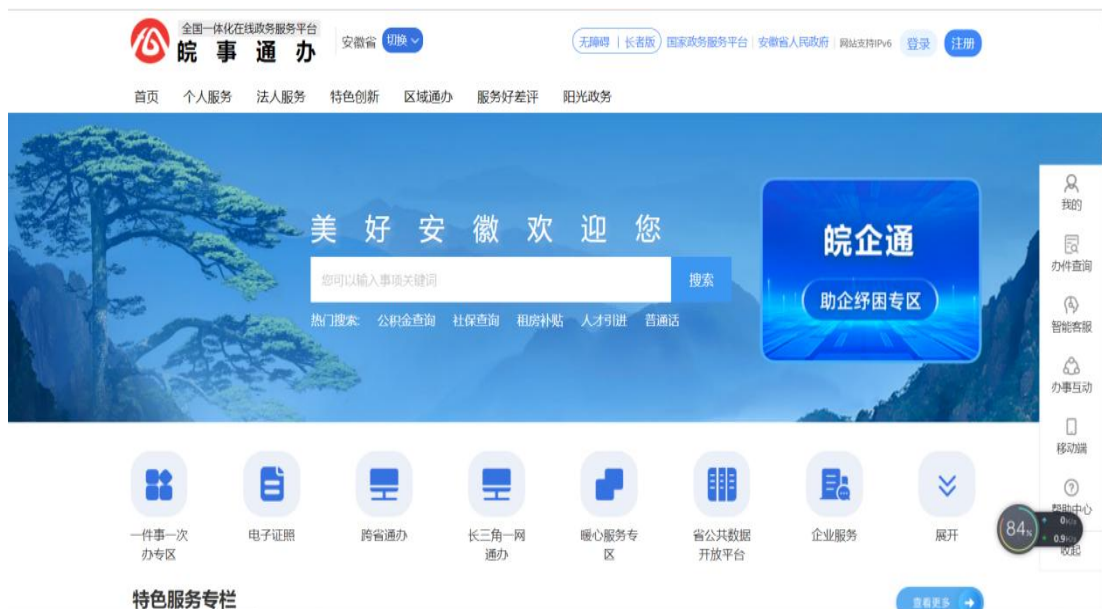 全国一体化在线政务服务平台
皖事通办
安徽省 切换
无障碍 | 长者版 国家政务服务平台 安徽省人民政府 网站支持IPv6 登录 注册
首页 个人服务 法人服务 特色创新 区域通办 服务好差评 阳光政务
美好安徽欢迎您
您可以输入事项关键词 搜索
热门搜索: 公积金查询 社保查询 租房补贴 人才引进 普通话
皖企通
助企纾困专区
我的
办件查询
智能客服
办事互动
移动端
帮助中心
收起
84%
0K/s
0.9K/s
一件事一次
办专区
电子证照
跨省通办
长三角一网
通办
暖心服务专
区
省公共数据
开放平台
企业服务
展开
特色服务专栏
查看更多